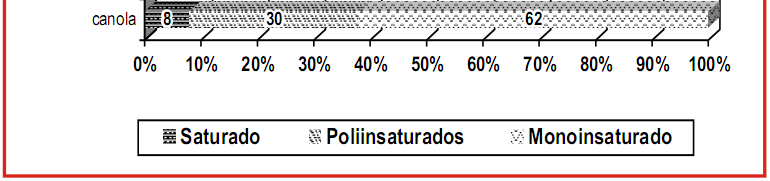 canola 8 30 62
0% 10% 20% 30% 40% 50% 60% 70% 80% 90% 100%
Saturado Poliinsaturados Monoinsaturado